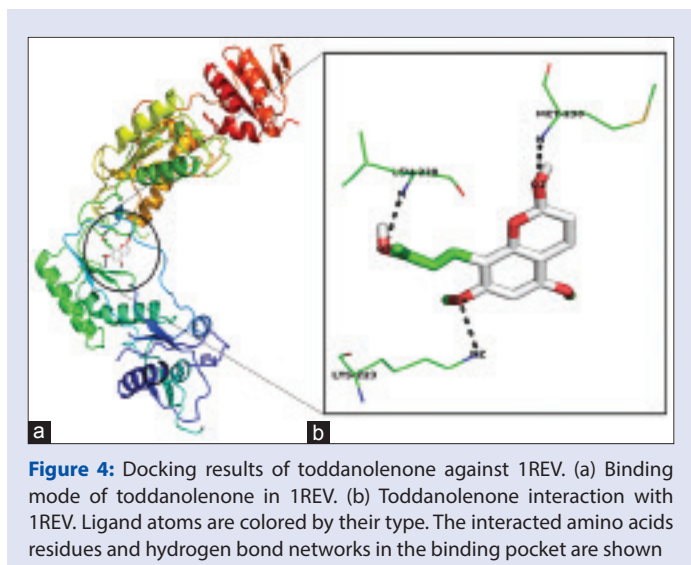 a
b
Figure 4: Docking results of toddanolenone against 1REV. (a) Binding
mode of toddanolenone in 1REV. (b) Toddanolenone interaction with
1REV. Ligand atoms are colored by their type. The interacted amino acids
residues and hydrogen bond networks in the binding pocket are shown